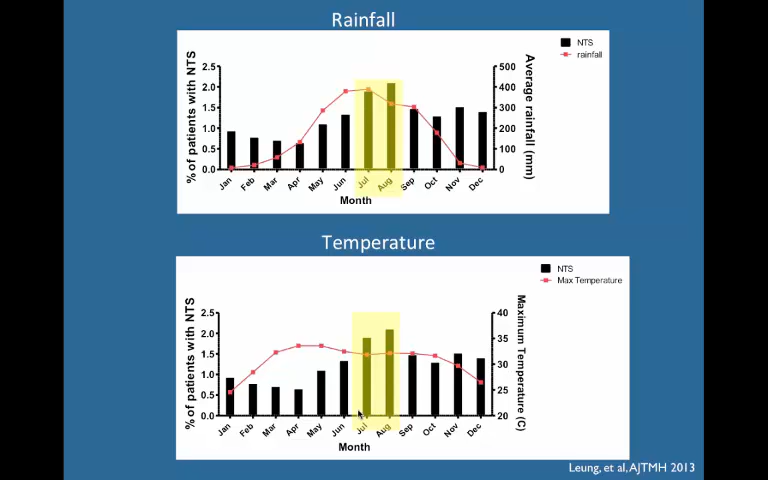 Rainfall
NTS
rainfall
% of patients with NTS
2.5
2.0
1.5
1.0
0.5
0.0
500
400
300
200
100
0
Average rainfall (mm)
Jan
Feb
Mar
Apr
May
Jun
Jul
Aug
Sep
Oct
Nov
Dec
Month
Temperature
NTS
Max Temperature
% of patients with NTS
2.5
2.0
1.5
1.0
0.5
0.0
40
35
30
25
20
Maximum Temperature (C)
Jan
Feb
Mar
Apr
May
Jun
Jul
Aug
Sep
Oct
Nov
Dec
Month
Leung, et al, AJTMH 2013